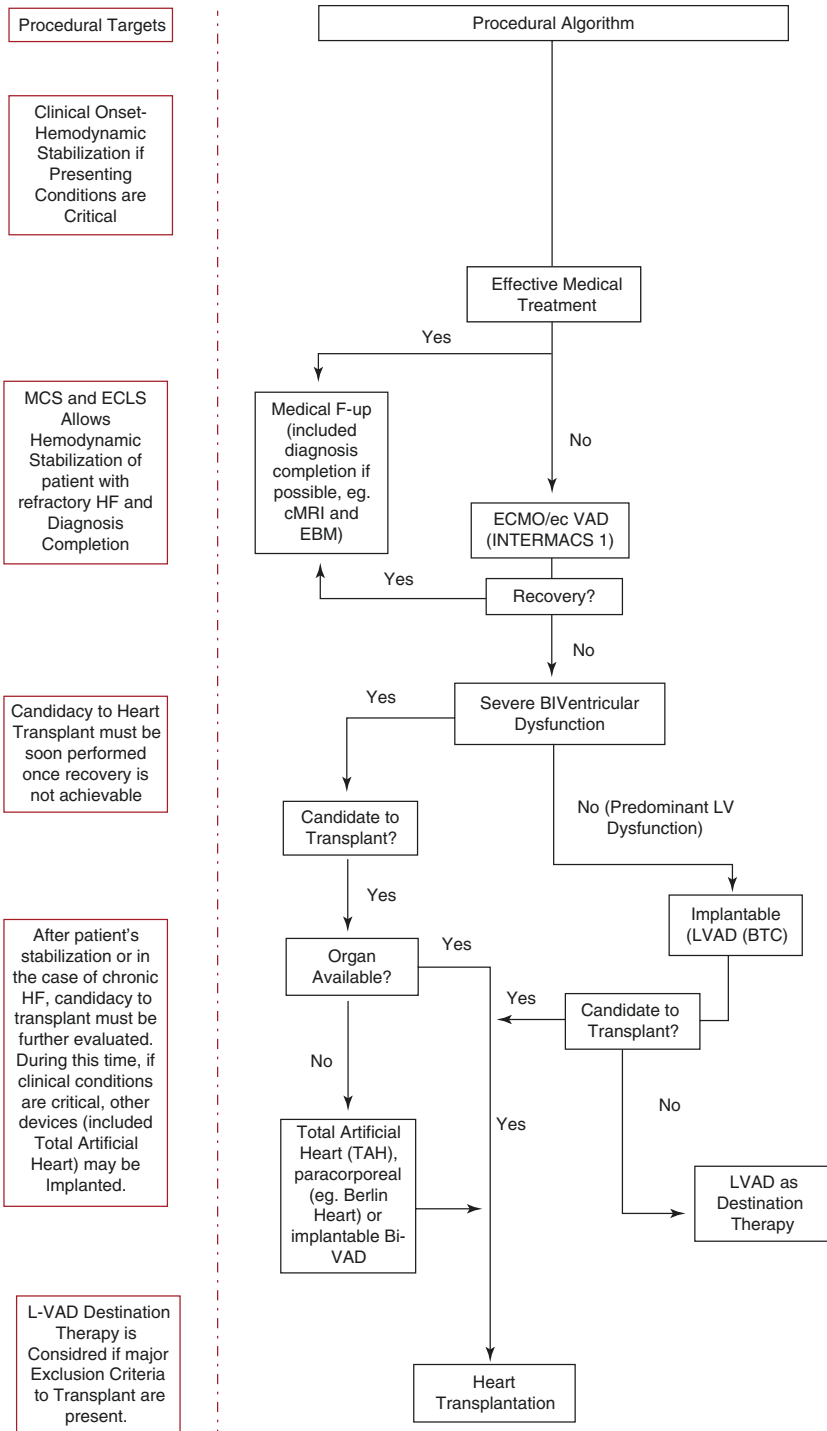 Procedural Targets
Procedural Algorithm
Clinical Onset-
Hemodynamic
Stabilization if
Presenting
Conditions are
Critical
Effective Medical
Treatment
Yes
No
MCS and ECLS
Allows
Hemodynamic
Stabilization of
patient with
refractory HF and
Diagnosis
Completion
Medical F-up
(included
diagnosis
completion if
possible, eg.
cMRI and
EBM)
ECMO/ec VAD
(INTERMACS 1)
Yes
Recovery?
No
Candidacy to Heart
Transplant must be
soon performed
once recovery is
not achievable
Yes
Severe BIVentricular
Dysfunction
No (Predominant LV
Dysfunction)
Candidate to
Transplant?
Yes
Implantable
(LVAD (BTC)
After patient's
stabilization or in
the case of chronic
HF, candidacy to
transplant must be
further evaluated.
During this time, if
clinical conditions
are critical, other
devices (included
Total Artificial
Heart) may be
Implanted.
Organ
Available?
Yes
Yes
Candidate to
Transplant?
No
No
Yes
Total Artificial
Heart (TAH),
paracorporeal
(eg. Berlin
Heart) or
implantable Bi-
VAD
LVAD as
Destination
Therapy
L-VAD Destination
Therapy is
Considred if major
Exclusion Criteria
to Transplant are
present.
Heart
Transplantation